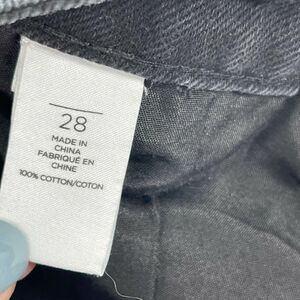 28
MADE IN
CHINA
FABRIQUÉ EN
CHINE
100% COTTON/COTON